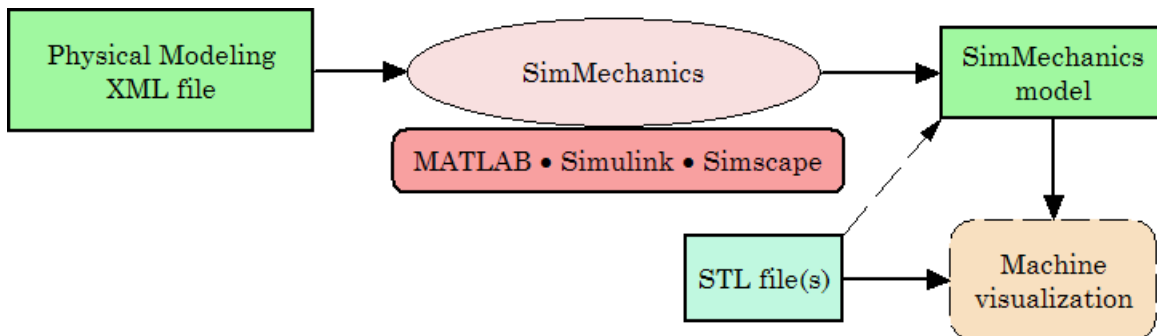 Physical Modeling
XML file
SimMechanics
SimMechanics
model
MATLAB • Simulink • Simscape
STL file(s)
Machine
visualization